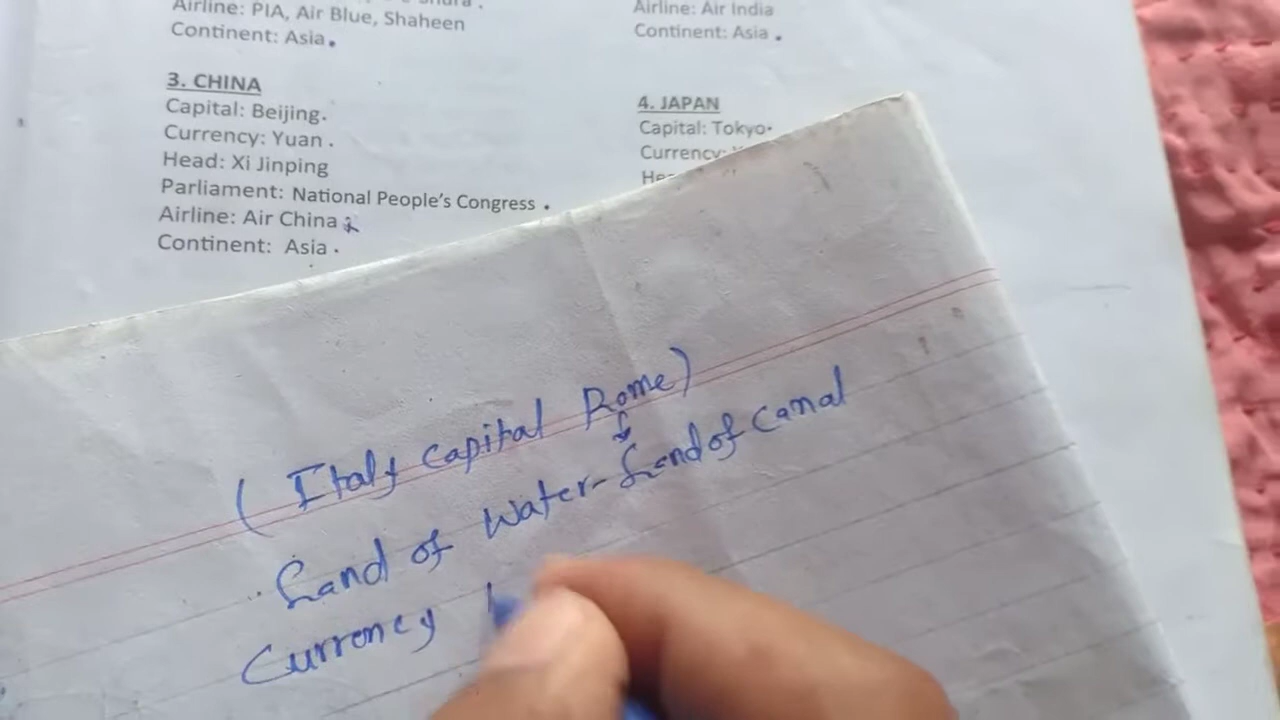 Airline: PIA, Air Blue, Shaheen
Continent: Asia.
Airline: Air India
Continent: Asia.
3. CHINA
Capital: Beijing.
Currency: Yuan.
Head: Xi Jinping
Parliament: National People's Congress.
Airline: Air China
Continent: Asia.
4. JAPAN
Capital: Tokyo.
Currency:
(Italy capital Rome)
Land of Water-Land of canal
Currency